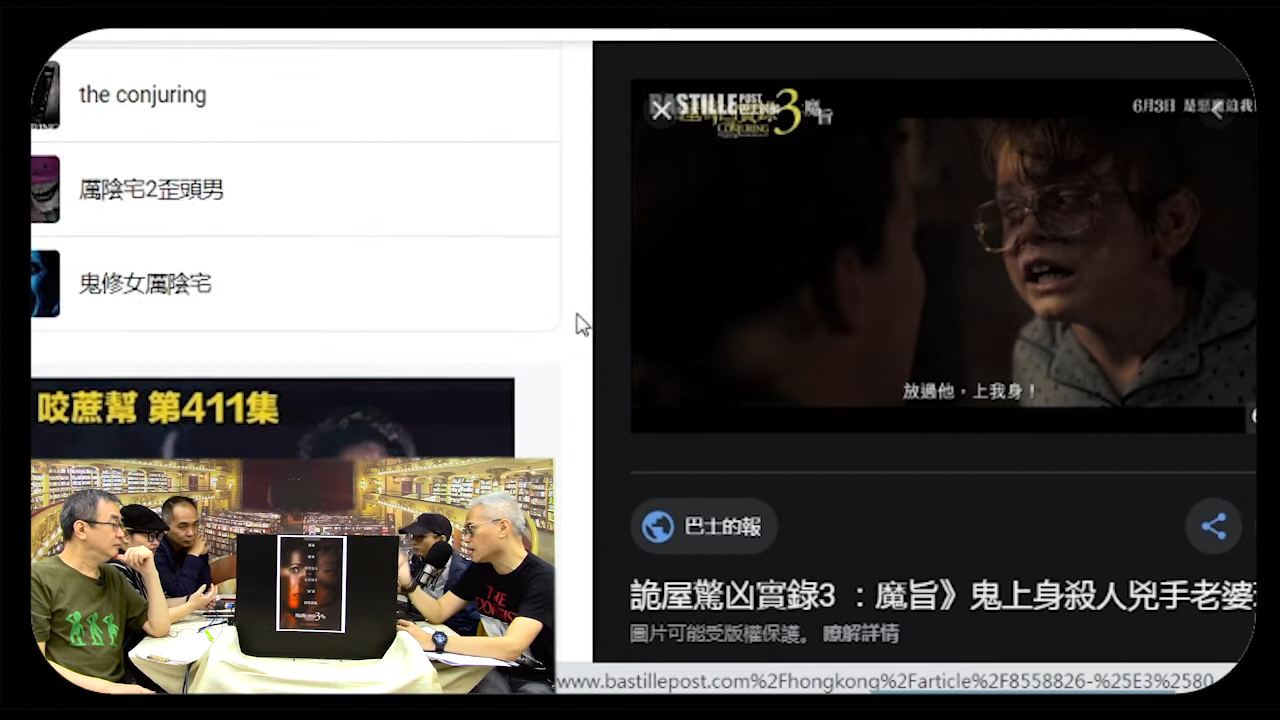 the conjuring
厲陰宅2歪頭男
鬼修女厲陰宅
咬蔗幫 第411集
BASTILLE POST
CONJURING 3 魔旨
6月3日
放過他，上我身！
巴士的報
詭屋驚凶實錄3 ：魔旨》鬼上身殺人兇手老婆
圖片可能受版權保護。 瞭解詳情
www.bastillepost.com%2Fhongkong%2Farticle%2F8558826-%25E3%2580